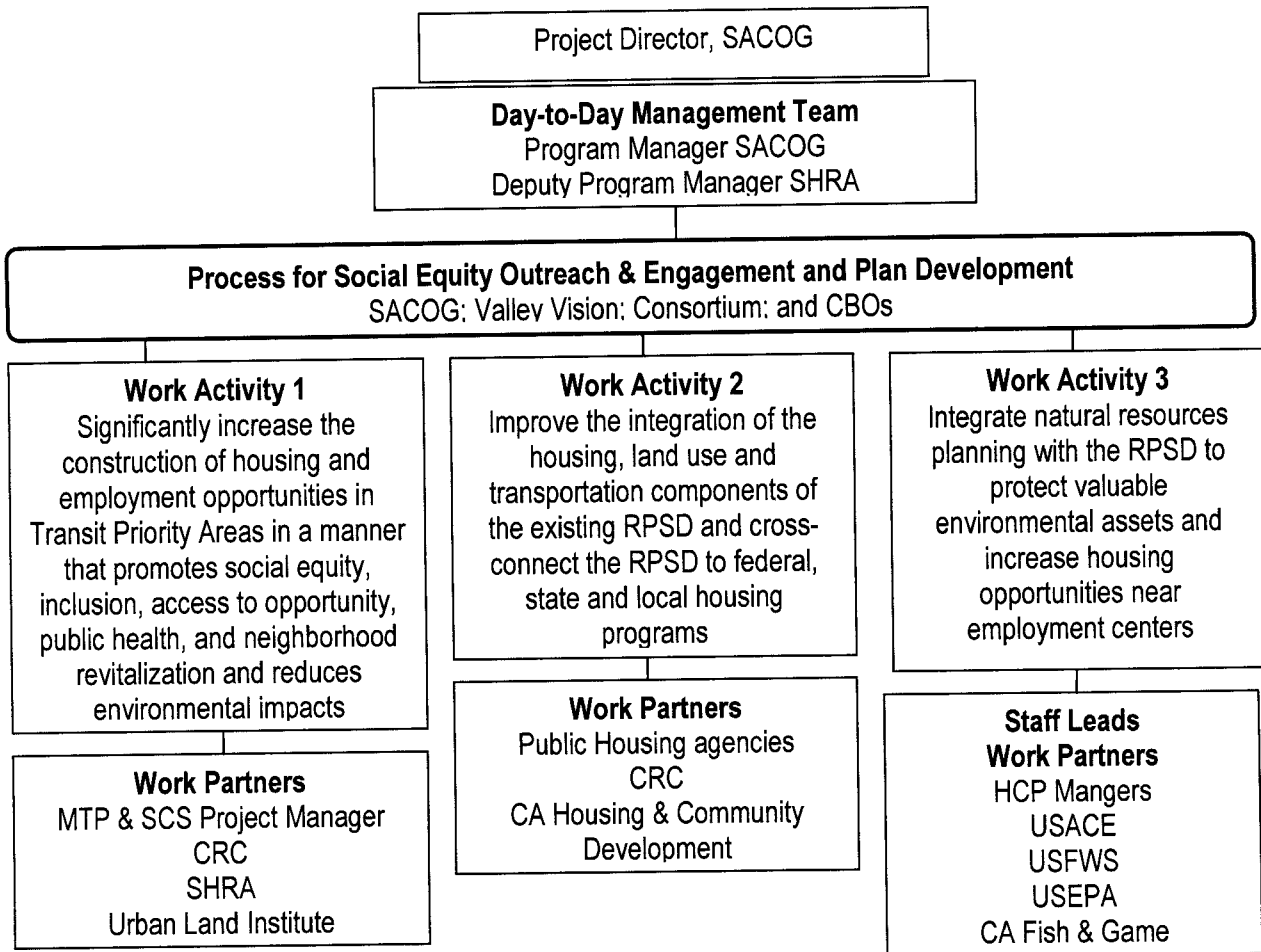 Project Director, SACOG
Day-to-Day Management Team
Program Manager SACOG
Deputy Program Manager SHRA
Process for Social Equity Outreach & Engagement and Plan Development
SACOG; Valley Vision; Consortium; and CBOs
Work Activity 1
Significantly increase the
construction of housing and
employment opportunities in
Transit Priority Areas in a manner
that promotes social equity,
inclusion, access to opportunity,
public health, and neighborhood
revitalization and reduces
environmental impacts
Work Partners
MTP & SCS Project Manager
CRC
SHRA
Urban Land Institute
Work Activity 2
Improve the integration of the
housing, land use and
transportation components of
the existing RPSD and cross-
connect the RPSD to federal,
state and local housing
programs
Work Partners
Public Housing agencies
CRC
CA Housing & Community
Development
Work Activity 3
Integrate natural resources
planning with the RPSD to
protect valuable
environmental assets and
increase housing
opportunities near
employment centers
Staff Leads
Work Partners
HCP Mangers
USACE
USFWS
USEPA
CA Fish & Game